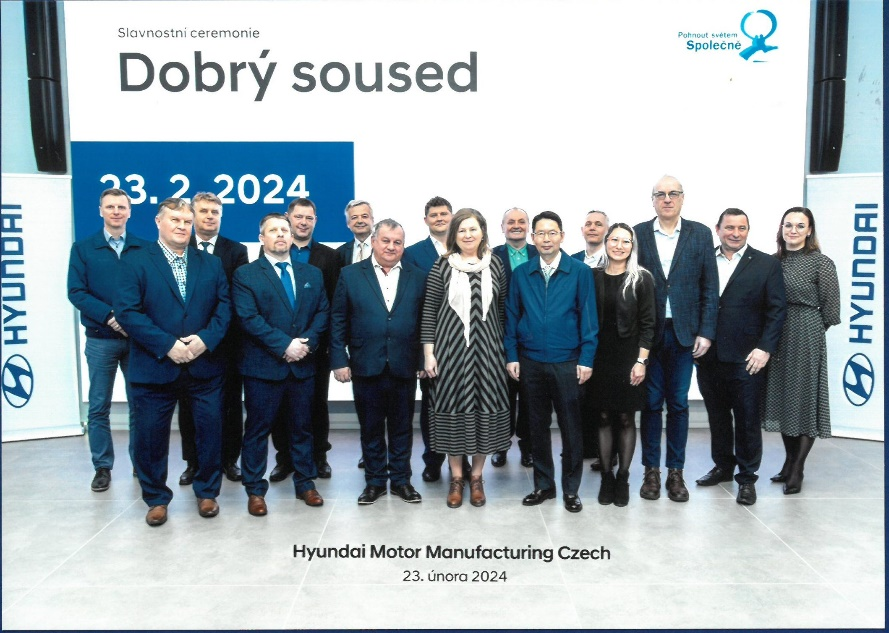 Slavnostní ceremonie
Dobrý soused
Pohnout světem
Společně
23. 2. 2024
HYUNDAI
HYUNDAI
Hyundai Motor Manufacturing Czech
23. února 2024